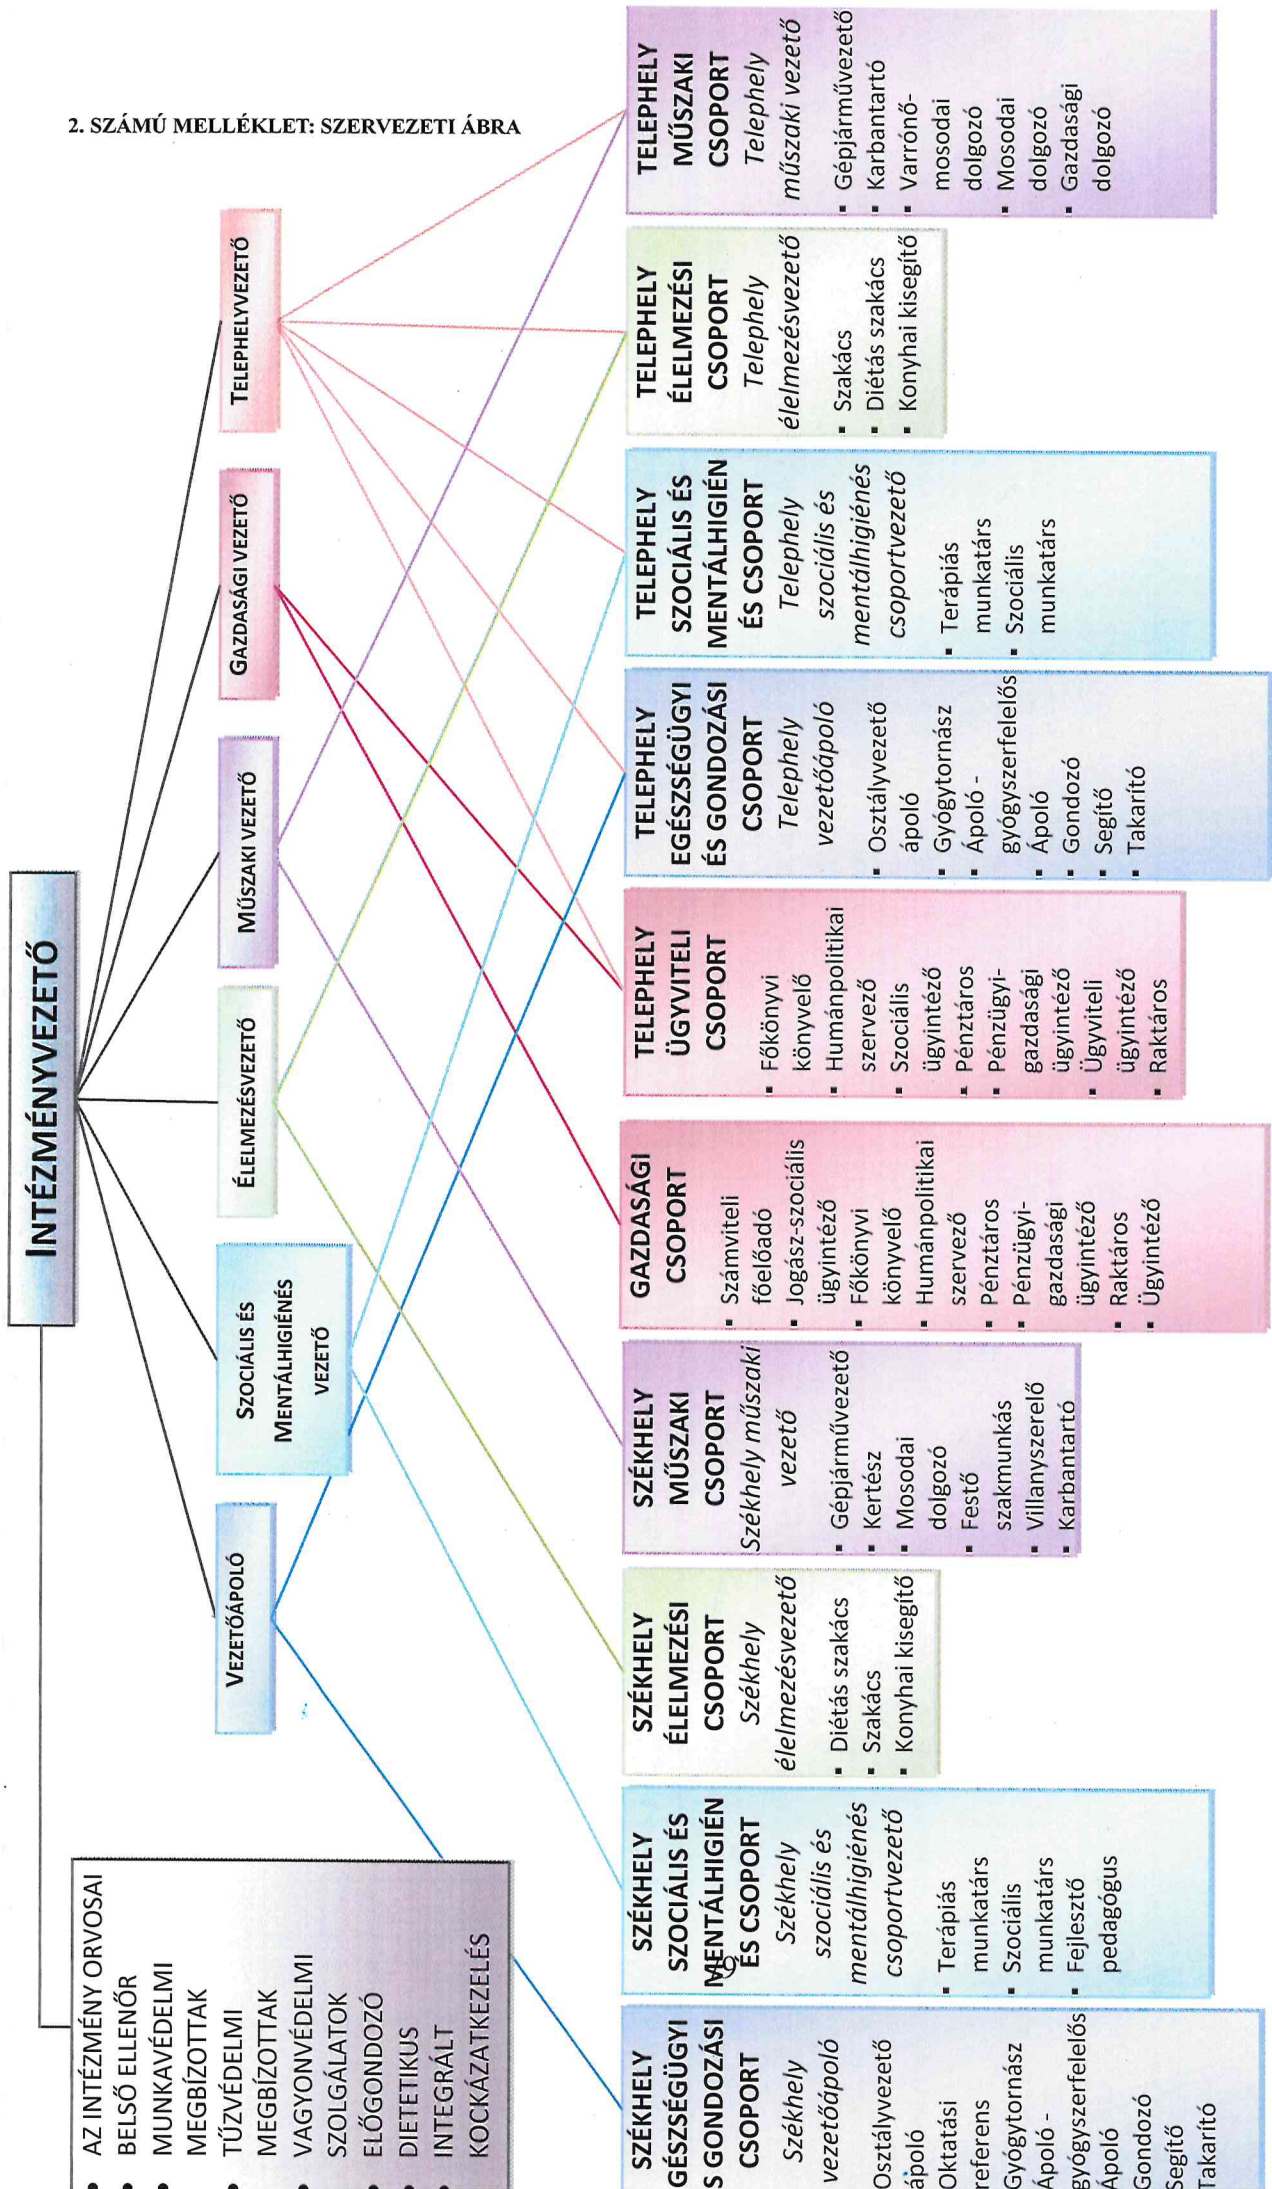 2. SZÁMÚ MELLÉKLET: SZERVEZETI ÁBRA
INTÉZMÉNYVEZETŐ
AZ INTÉZMÉNY ORVOSAI
BELSŐ ELLENŐR
MUNKAVÉDELMI
MEGBÍZOTTAK
TŰZVÉDELMI
MEGBÍZOTTAK
VAGYONVÉDELMI
SZOLGÁLATOK
ELŐGONDOZÓ
DIETETIKUS
INTEGRÁLT
KOCKÁZATKEZELÉS
VEZETŐÁPOLÓ
SZOCIÁLIS ÉS
MENTÁLHIGIÉNÉS
VEZETŐ
ÉLELMEZÉSVEZETŐ
MŰSZAKI VEZETŐ
GAZDASÁGI VEZETŐ
TELEPHELYVEZETŐ
SZÉKHELY
GÉSZSÉGÜGYI
S GONDOZÁSI
CSOPORT
Székhely
vezetőápoló
Osztályvezető
ápoló
Oktatási
referens
Gyógytornász
Ápoló -
gyógyszerfelelős
Ápoló
Gondozó
Segítő
Takarító
SZÉKHELY
SZOCIÁLIS ÉS
MENTÁLHIGIÉN
ÉS CSOPORT
Székhely
szociális és
mentálhigiénés
csoportvezető
Terápiás
munkatárs
Szociális
munkatárs
Fejlesztő
pedagógus
SZÉKHELY
ÉLELMEZÉSI
CSOPORT
Székhely
élelmezésvezető
Diétás szakács
Szakács
Konyhai kisegítő
SZÉKHELY
MŰSZAKI
CSOPORT
Székhely műszaki
vezető
Gépjárművezető
Kertész
Mosodai
dolgozó
Festő
szakmunkás
Villanyszerelő
Karbantartó
GAZDASÁGI
CSOPORT
Számviteli
főelőadó
Jogász-szociális
ügyintéző
Főkönyvi
könyvelő
Humánpolitikai
szervező
Pénztáros
Pénzügyi-
gazdasági
ügyintéző
Raktáros
Ügyintéző
TELEPHELY
ÜGYVITELI
CSOPORT
Főkönyvi
könyvelő
Humánpolitikai
szervező
Szociális
ügyintéző
Pénztáros
Pénzügyi-
gazdasági
ügyintéző
Ügyviteli
ügyintéző
Raktáros
TELEPHELY
EGÉSZSÉGÜGYI
ÉS GONDOZÁSI
CSOPORT
Telephely
vezetőápoló
Osztályvezető
ápoló
Gyógytornász
Ápoló -
gyógyszerfelelős
Ápoló
Gondozó
Segítő
Takarító
TELEPHELY
SZOCIÁLIS ÉS
MENTÁLHIGIÉN
ÉS CSOPORT
Telephely
szociális és
mentálhigiénés
csoportvezető
Terápiás
munkatárs
Szociális
munkatárs
TELEPHELY
ÉLELMEZÉSI
CSOPORT
Telephely
élelmezésvezető
Szakács
Diétás szakács
Konyhai kisegítő
TELEPHELY
MŰSZAKI
CSOPORT
Telephely
műszaki vezető
Gépjárművezető
Karbantartó
Varrónő-
mosodai
dolgozó
Mosodai
dolgozó
Gazdasági
dolgozó